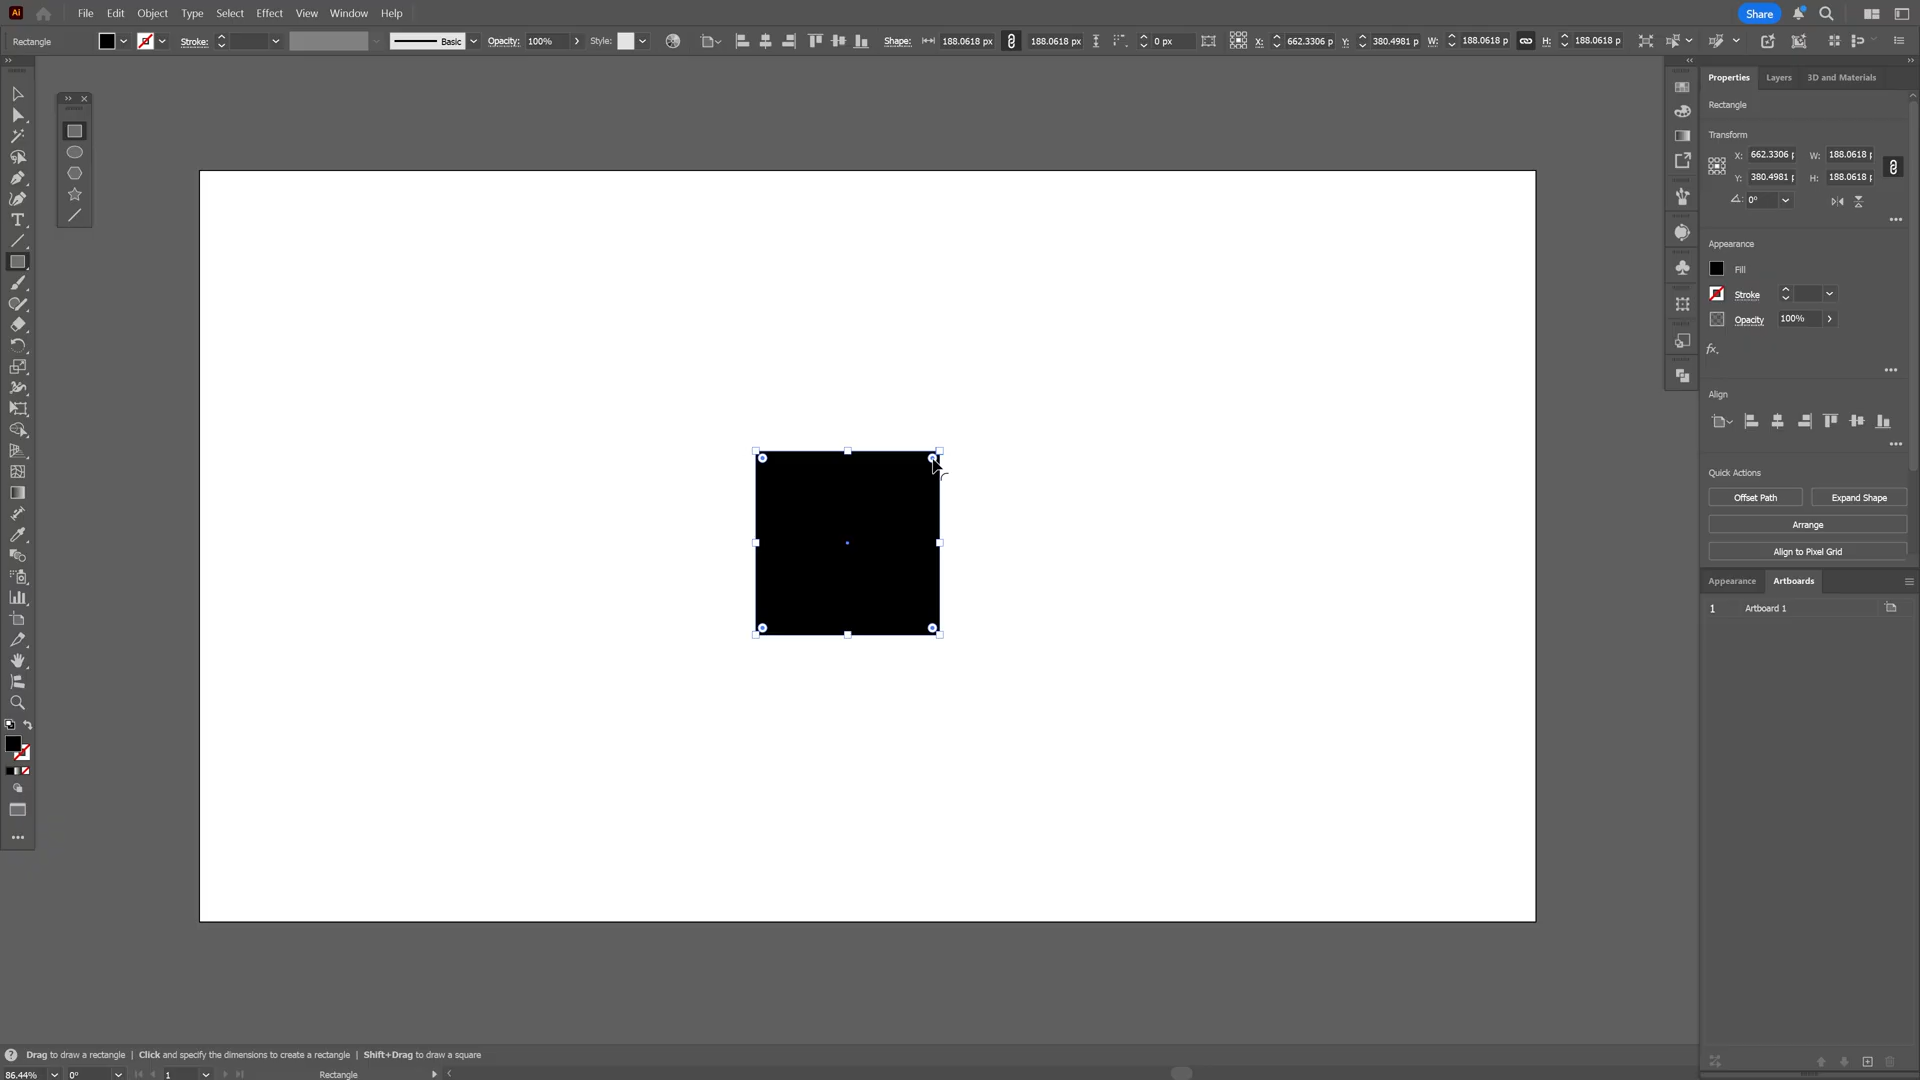 Ai File Edit Object Type Select Effect View Window Help Share
Rectangle Stroke: Basic Opacity: 100% Style: Shape: 188.0618 px 188.0618 px 0 px X: 662.3306 p Y: 380.4981 p W: 188.0618 p H: 188.0618 p
Properties Layers 3D and Materials
Rectangle
Transform
X: 662.3306 W: 188.0618
Y: 380.4981 H: 188.0618
0°
Appearance
Fill
Stroke
Opacity 100%
fx.
Align
Quick Actions
Offset Path Expand Shape
Arrange
Align to Pixel Grid
Appearance Artboards
1 Artboard 1
Drag to draw a rectangle | Click and specify the dimensions to create a rectangle | Shift+Drag to draw a square
86.44% 0° 1 Rectangle